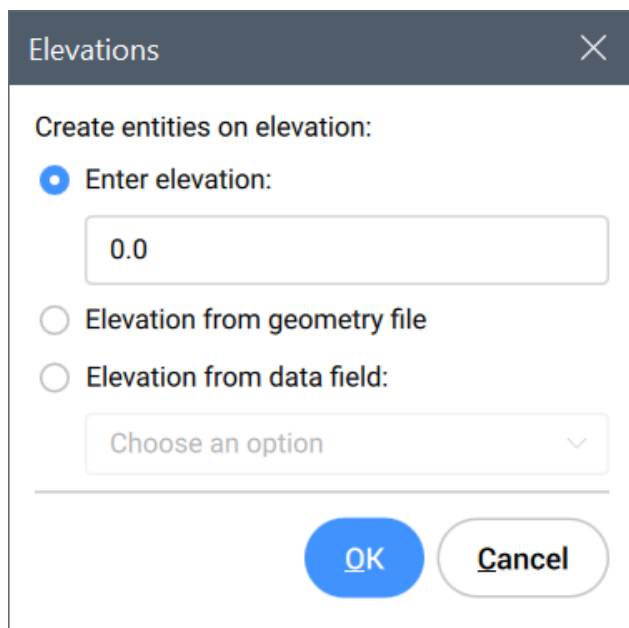 Elevations
Create entities on elevation:
Enter elevation:
0.0
Elevation from geometry file
Elevation from data field:
Choose an option
OK Cancel